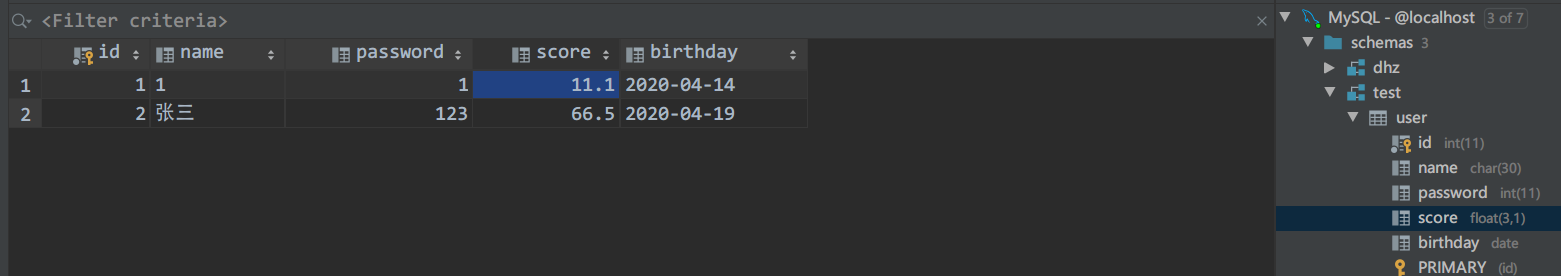 <Filter criteria>
id name password score birthday
1 1 1 1 11.1 2020-04-14
2 2 张三 123 66.5 2020-04-19
MySQL - @localhost 3 of 7
schemas 3
dhz
test
user
id int(11)
name char(30)
password int(11)
score float(3,1)
birthday date
PRIMARY (id)